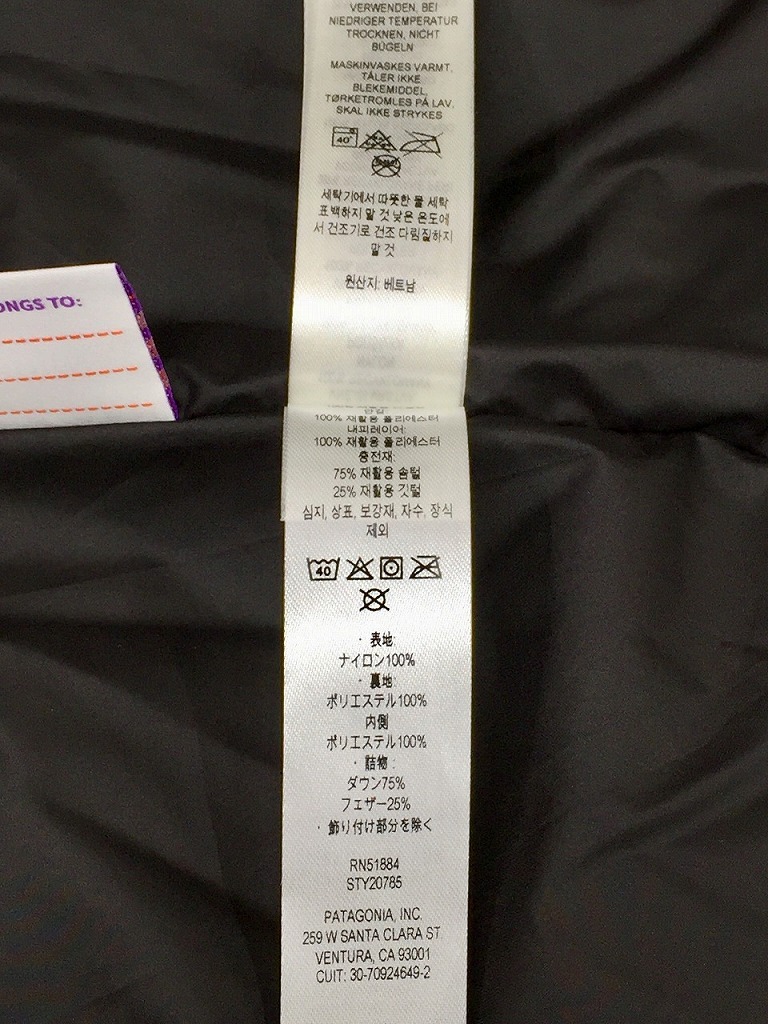 VERWENDEN, BEI
NIEDRIGER TEMPERATUR
TROCKNEN, NICHT
BÜGELN
MASKINVASKES VARMT,
TÅLER IKKE
BLEKEMIDDEL,
TØRKETROMLES PÅ LAV,
SKAL IKKE STRYKES
40°
세탁기에서 따뜻한 물 세탁
표백하지 말 것 낮은 온도에
서 건조기로 건조 다림질하지
말 것
원산지: 베트남
ONGS TO:
100% 재활용 폴리에스터
내피레이어:
100% 재활용 폴리에스터
충전재:
75% 재활용 솜털
25% 재활용 깃털
심지, 상표, 보강재, 자수, 장식
제외
40
・表地:
ナイロン100%
・裏地:
ポリエステル100%
内側
ポリエステル100%
・詰物:
ダウン75%
フェザー25%
・飾り付け部分を除く
RN51884
STY20785
PATAGONIA, INC.
259 W SANTA CLARA ST.
VENTURA, CA 93001
CUIT: 30-70924649-2